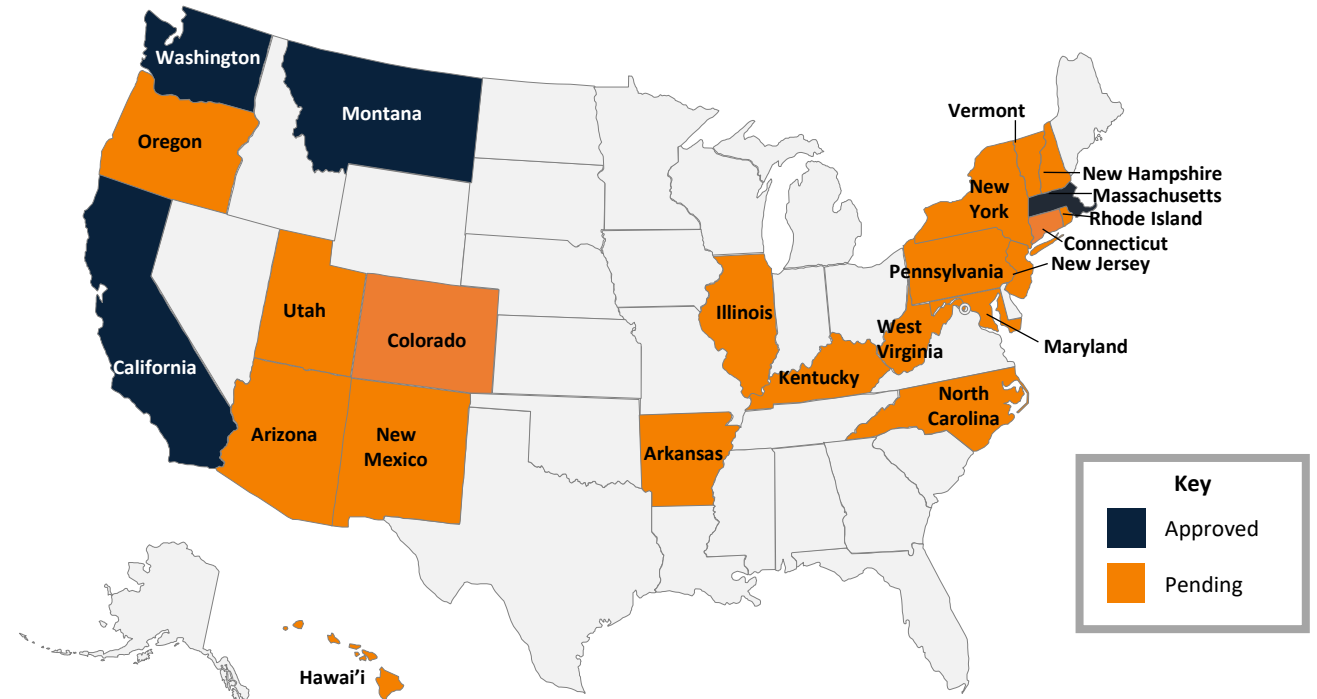 Washington
Montana
Oregon
California
Utah
Colorado
Arizona
New
Mexico
Illinois
Kentucky
Arkansas
West
Virginia
North
Carolina
Pennsylvania
New
York
Vermont
New Hampshire
Massachusetts
Rhode Island
Connecticut
New Jersey
Maryland
Hawai’i
Key
Approved
Pending